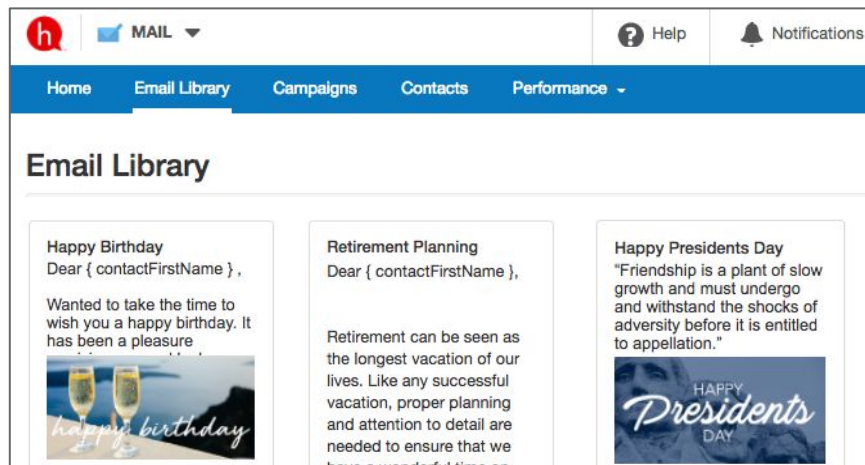 h MAIL Help Notifications
Home Email Library Campaigns Contacts Performance
Email Library
Happy Birthday
Dear { contactFirstName } ,
Wanted to take the time to
wish you a happy birthday. It
has been a pleasure
happy birthday
Retirement Planning
Dear { contactFirstName },
Retirement can be seen as
the longest vacation of our
lives. Like any successful
vacation, proper planning
and attention to detail are
needed to ensure that we
Happy Presidents Day
“Friendship is a plant of slow
growth and must undergo
and withstand the shocks of
adversity before it is entitled
to appellation.”
HAPPY
Presidents
DAY